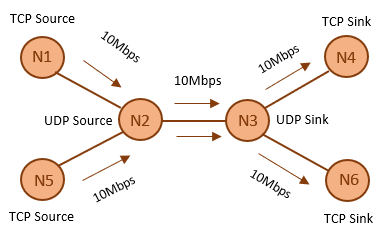 TCP Source
TCP Sink
10Mbps
N1
10Mbps
10Mbps
N4
UDP Source
N2
N3
UDP Sink
N5
10Mbps
10Mbps
N6
TCP Source
TCP Sink